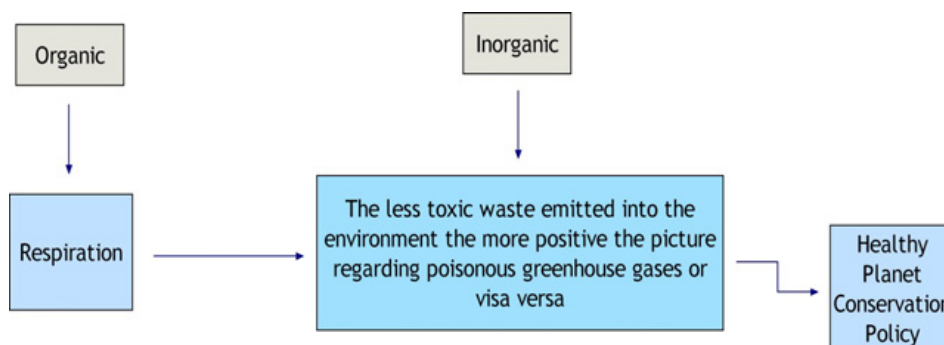 Organic
Inorganic
Respiration
The less toxic waste emitted into the
environment the more positive the picture
regarding poisonous greenhouse gases or
visa versa
Healthy
Planet
Conservation
Policy